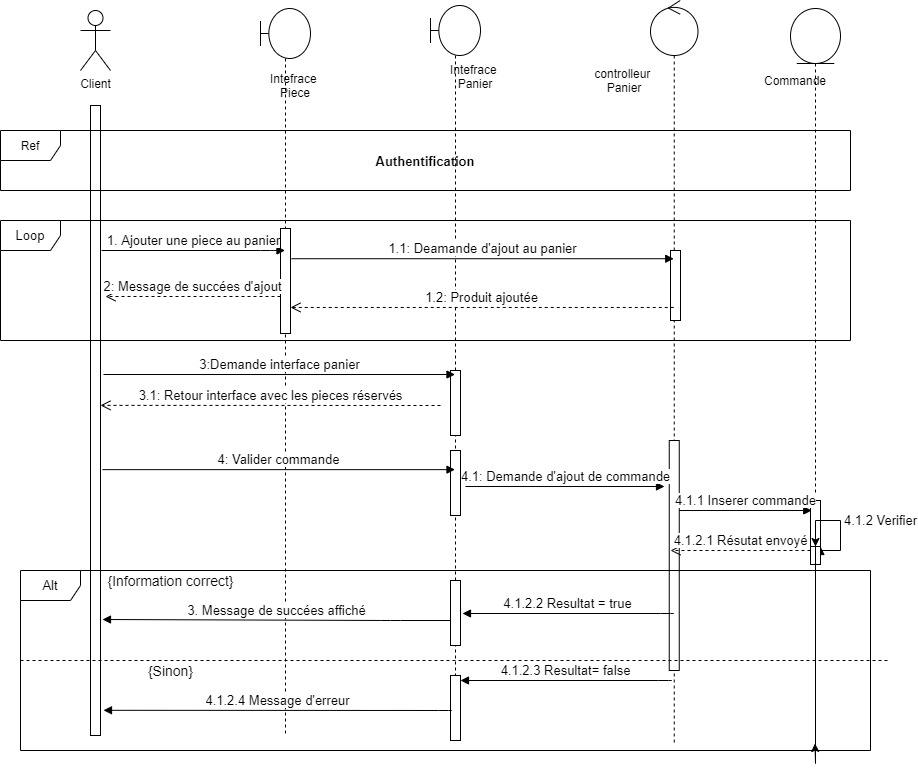 Client
Intefrace
Piece
Intefrace
Panier
controlleur
Panier
Commande
Ref
Authentification
Loop
1. Ajouter une piece au panier
1.1: Deamande d'ajout au panier
2: Message de succées d'ajout
1.2: Produit ajoutée
3:Demande interface panier
3.1: Retour interface avec les pieces réservés
4: Valider commande
4.1: Demande d'ajout de commande
4.1.1 Inserer commande
4.1.2 Verifier
4.1.2.1 Résutat envoyé
Alt
{Information correct}
4.1.2.2 Resultat = true
3. Message de succées affiché
{Sinon}
4.1.2.3 Resultat= false
4.1.2.4 Message d'erreur